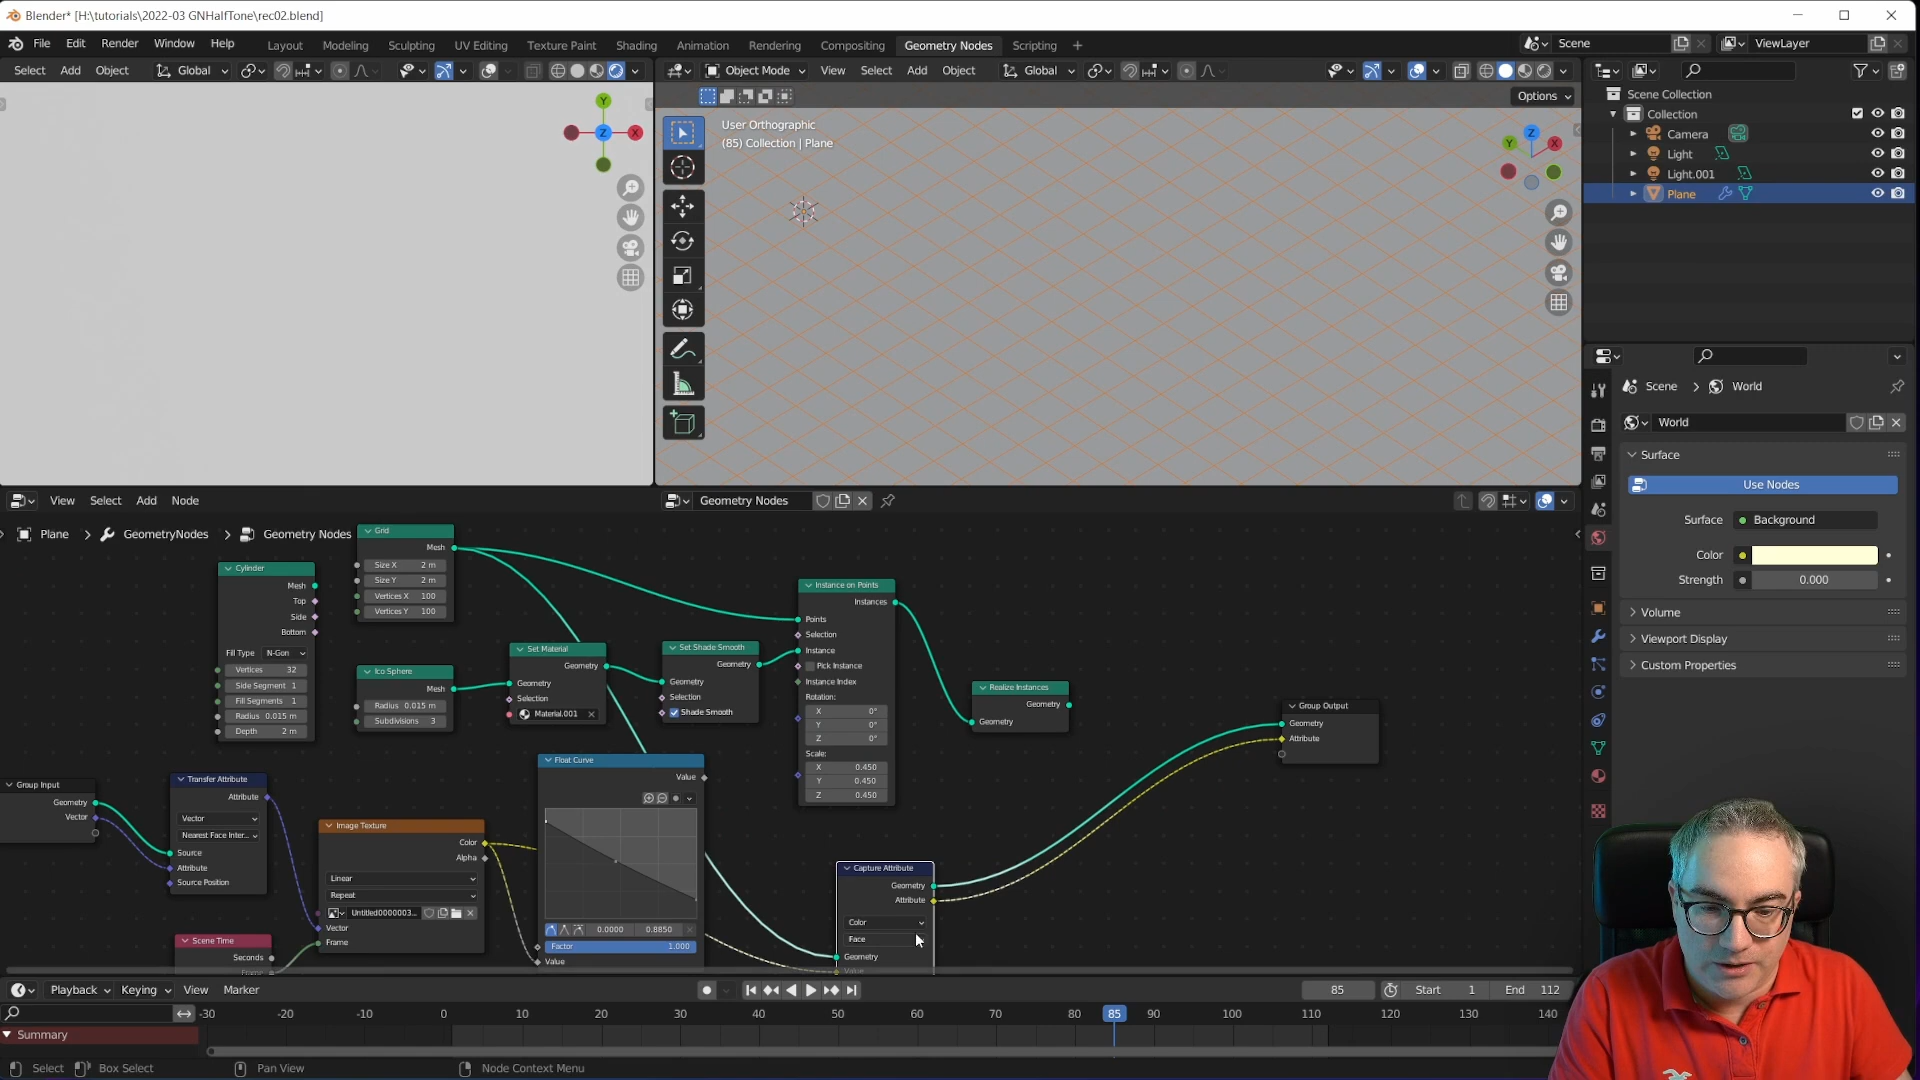 Blender* [H:\tutorials\2022-03 GNHalfTone\rec02.blend]
File Edit Render Window Help
Layout Modeling Sculpting UV Editing Texture Paint Shading Animation Rendering Compositing Geometry Nodes Scripting +
Scene
ViewLayer
Select Add Object Global
Object Mode View Select Add Object Global
Options
User Orthographic
(85) Collection | Plane
Y
Z
X
Z
Y
X
Scene Collection
Collection
Camera
Light
Light.001
Plane
Scene > World
World
Surface
Use Nodes
Surface Background
Color
Strength 0.000
Volume
Viewport Display
Custom Properties
View Select Add Node
Geometry Nodes
Plane > GeometryNodes > Geometry Nodes
Grid
Mesh
Size X 2 m
Size Y 2 m
Vertices X 100
Vertices Y 100
Cylinder
Mesh
Top
Side
Bottom
Fill Type N-Gon
Vertices 32
Side Segment 1
Fill Segments 1
Radius 0.015 m
Depth 2 m
Ico Sphere
Mesh
Radius 0.015 m
Subdivisions 3
Set Material
Geometry
Geometry
Selection
Material.001
Set Shade Smooth
Geometry
Geometry
Selection
Shade Smooth
Instance on Points
Instances
Points
Selection
Instance
Pick Instance
Instance Index
Rotation:
X 0°
Y 0°
Z 0°
Scale:
X 0.450
Y 0.450
Z 0.450
Realize Instances
Geometry
Geometry
Group Output
Geometry
Attribute
Group Input
Geometry
Vector
Transfer Attribute
Attribute
Vector
Nearest Face Inter...
Source
Attribute
Source Position
Image Texture
Color
Alpha
Linear
Repeat
Untitled0000003...
Vector
Frame
Scene Time
Seconds
Frame
Float Curve
Value
0.0000 0.8850
Factor 1.000
Value
Capture Attribute
Geometry
Attribute
Color
Face
Geometry
Value
Playback Keying View Marker
85 Start 1 End 112
-30 -20 -10 0 10 20 30 40 50 60 70 80 85 90 100 110 120 130 140
Summary
Select Box Select Pan View Node Context Menu